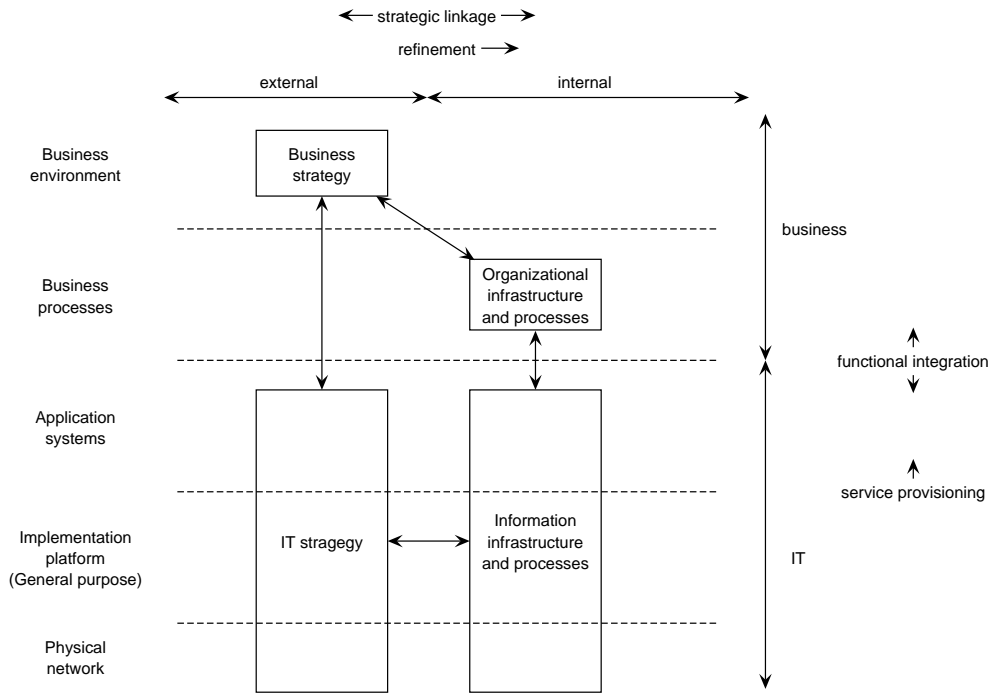 strategic linkage
refinement
external
internal
Business
environment
Business
strategy
business
Business
processes
Organizational
infrastructure
and processes
functional integration
Application
systems
service provisioning
Implementation
platform
(General purpose)
IT stragegy
Information
infrastructure
and processes
IT
Physical
network